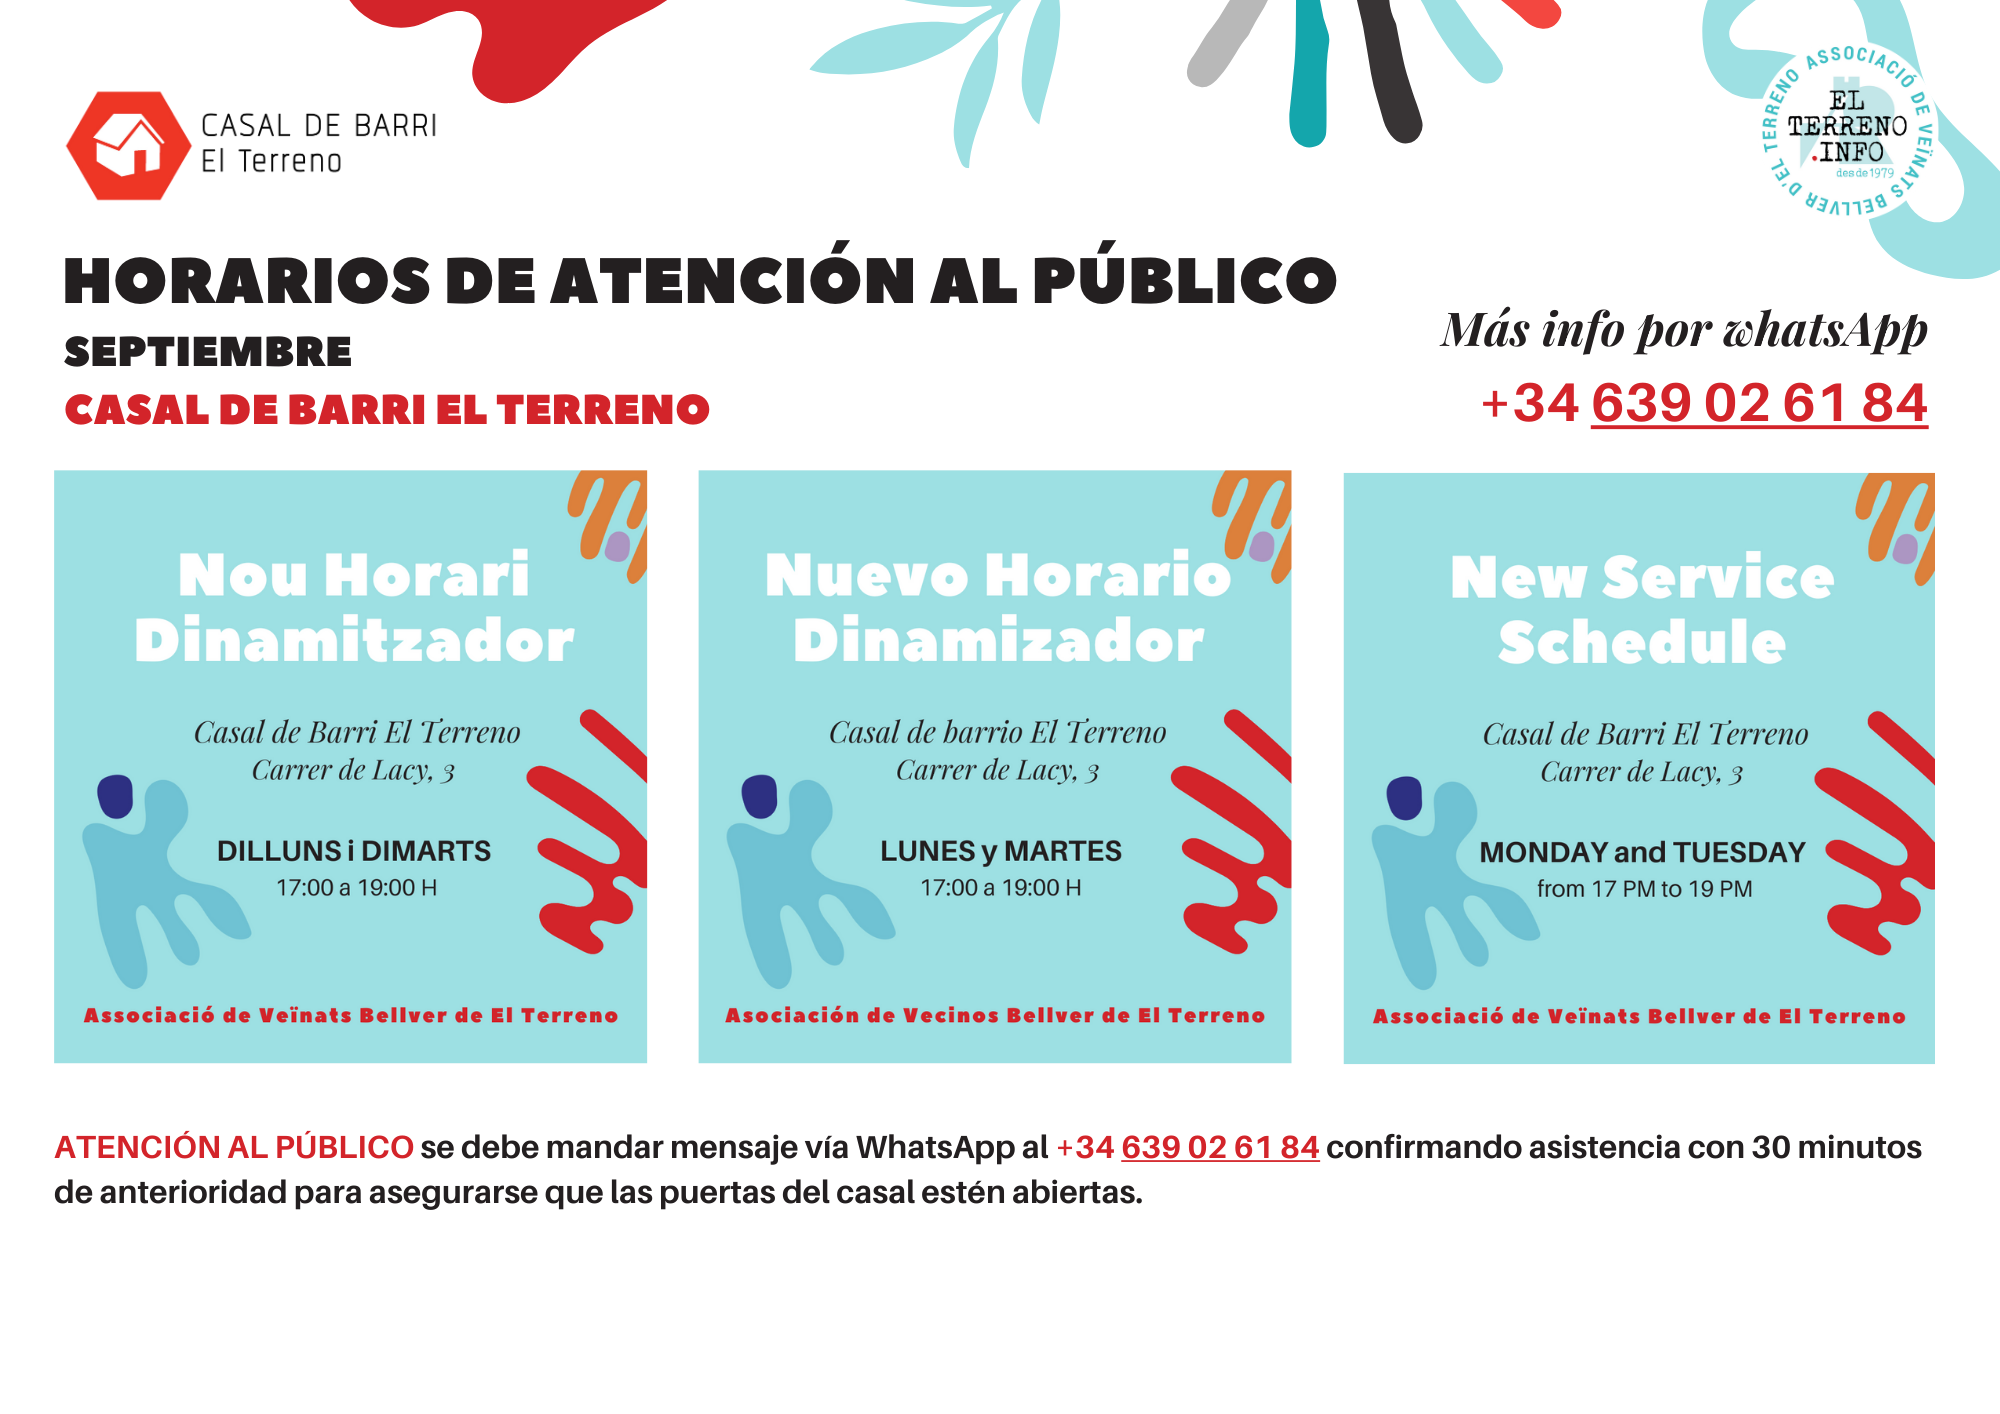 CASAL DE BARRI
El Terreno
ASSOCIACIÓ DE VEÏNATS BELLVER D'EL TERRENO
EL
TERRENO
.INFO
desde 1979
HORARIOS DE ATENCIÓN AL PÚBLICO
SEPTIEMBRE
CASAL DE BARRI EL TERRENO
Más info por whatsApp
+34 639 02 61 84
Nou Horari
Dinamitzador
Casal de Barri El Terreno
Carrer de Lacy, 3
DILLUNS i DIMARTS
17:00 a 19:00 H
Associació de Veïnats Bellver de El Terreno
Nuevo Horario
Dinamizador
Casal de barrio El Terreno
Carrer de Lacy, 3
LUNES y MARTES
17:00 a 19:00 H
Asociación de Vecinos Bellver de El Terreno
New Service
Schedule
Casal de Barri El Terreno
Carrer de Lacy, 3
MONDAY and TUESDAY
from 17 PM to 19 PM
Associació de Veïnats Bellver de El Terreno
ATENCIÓN AL PÚBLICO se debe mandar mensaje vía WhatsApp al +34 639 02 61 84 confirmando asistencia con 30 minutos
de anterioridad para asegurarse que las puertas del casal estén abiertas.